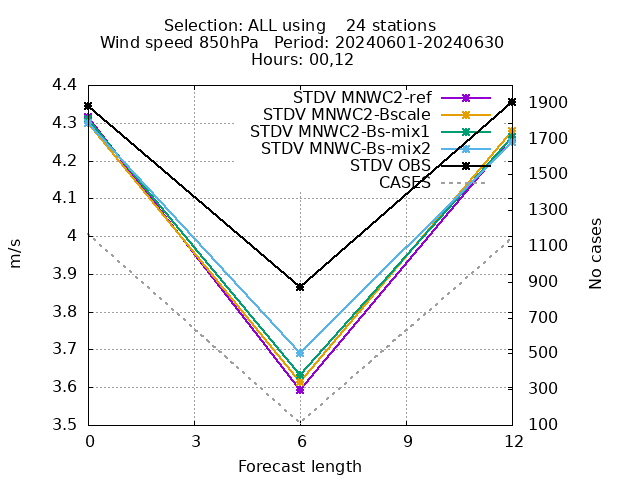 Selection: ALL using    24 stations
Wind speed 850hPa   Period: 20240601-20240630
Hours: 00,12
STDV MNWC2-ref
STDV MNWC2-Bscale
STDV MNWC2-Bs-mix1
STDV MNWC-Bs-mix2
STDV OBS
CASES
4.4
4.3
4.2
4.1
4
3.9
3.8
3.7
3.6
3.5
m/s
1900
1700
1500
1300
1100
900
700
500
300
100
No cases
0 3 6 9 12
Forecast length